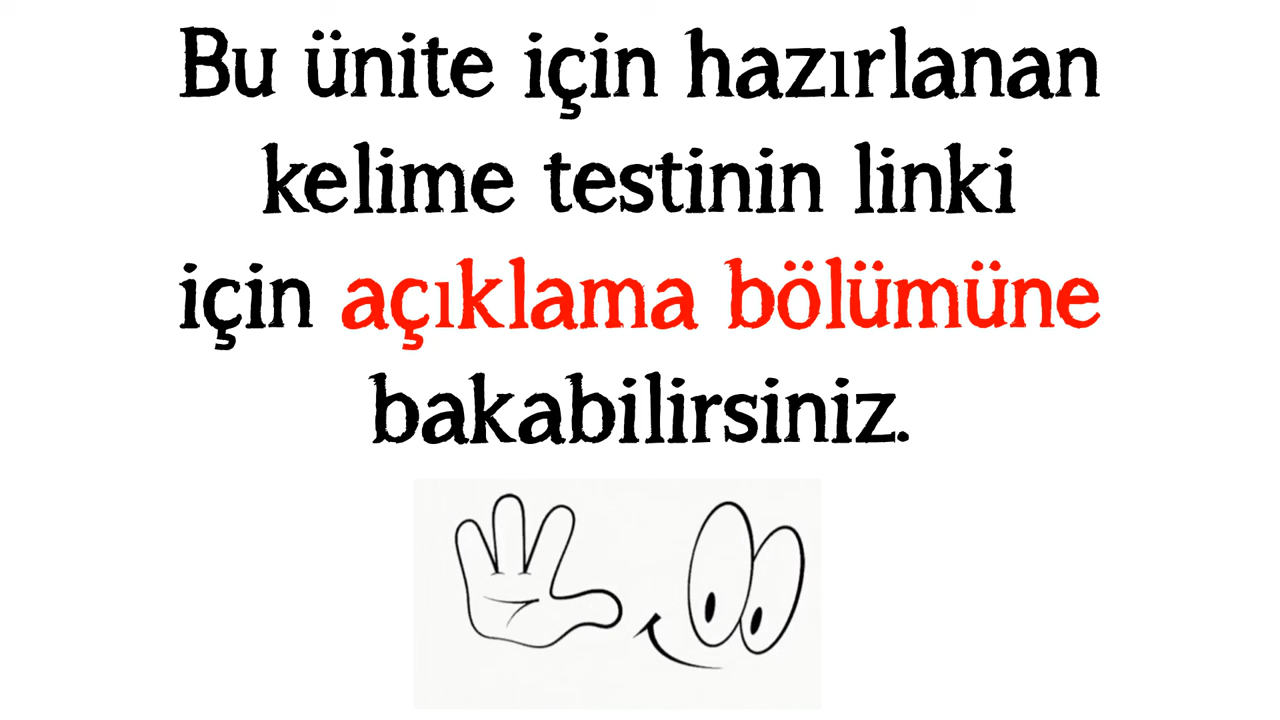 Bu ünite için hazırlanan
kelime testinin linki
için açıklama bölümüne
bakabilirsiniz.